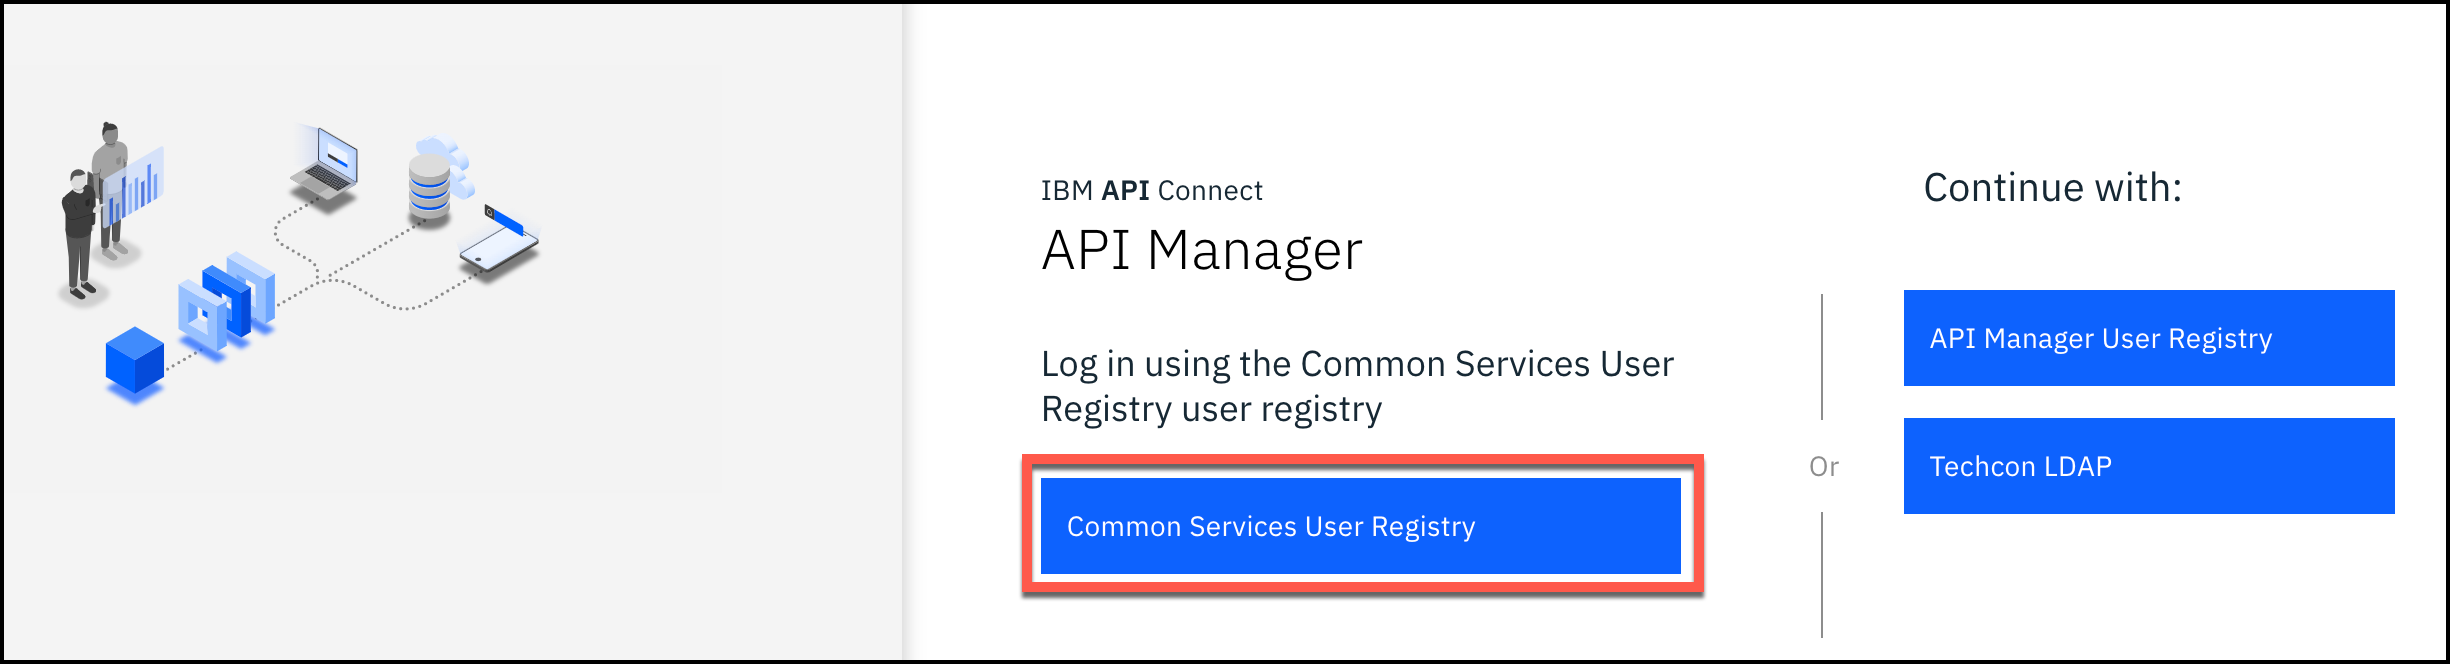 IBM API Connect
API Manager
Log in using the Common Services User
Registry user registry
Common Services User Registry
Or
Continue with:
API Manager User Registry
Techcon LDAP